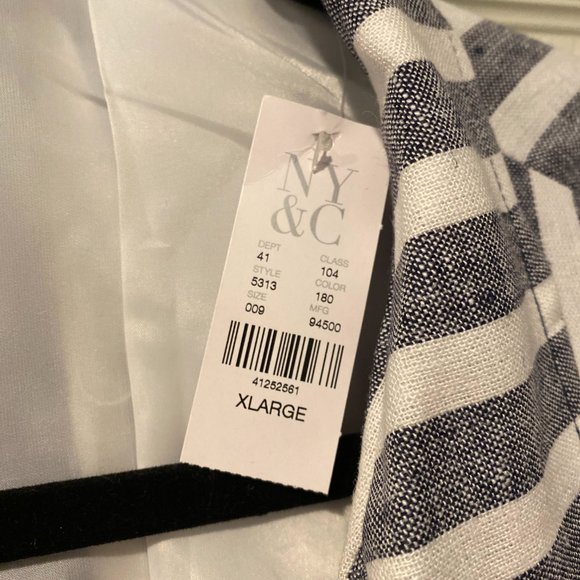 NY
&C
DEPT CLASS
41 104
STYLE COLOR
5313 180
SIZE MFG
009 94500
41252561
XLARGE